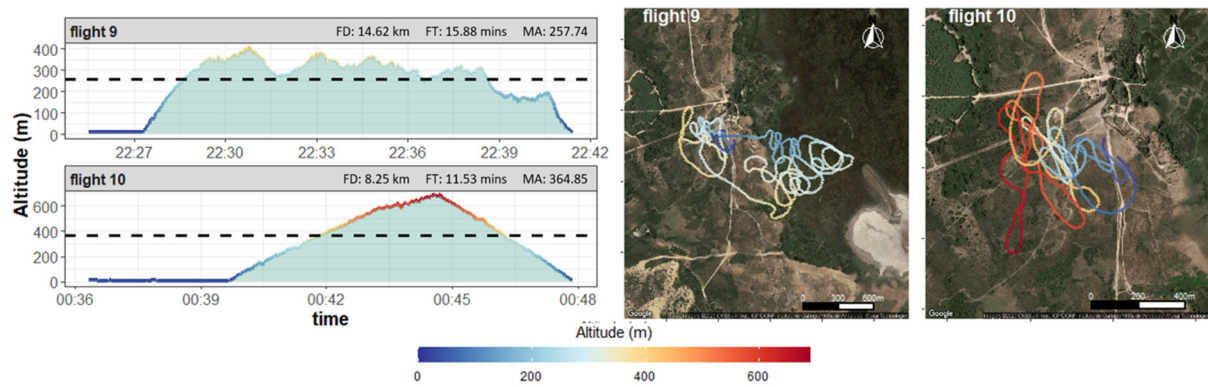 flight 9 FD: 14.62 km FT: 15.88 mins MA: 257.74
400
300
200
100
0
22:27 22:30 22:33 22:36 22:39 22:42
flight 10 FD: 8.25 km FT: 11.53 mins MA: 364.85
600
400
200
0
00:36 00:39 00:42 00:45 00:48
Altitude (m)
time
flight 9
N
0 300 600m
Google
flight 10
N
0 200 400m
Google
Altitude (m)
0 200 400 600